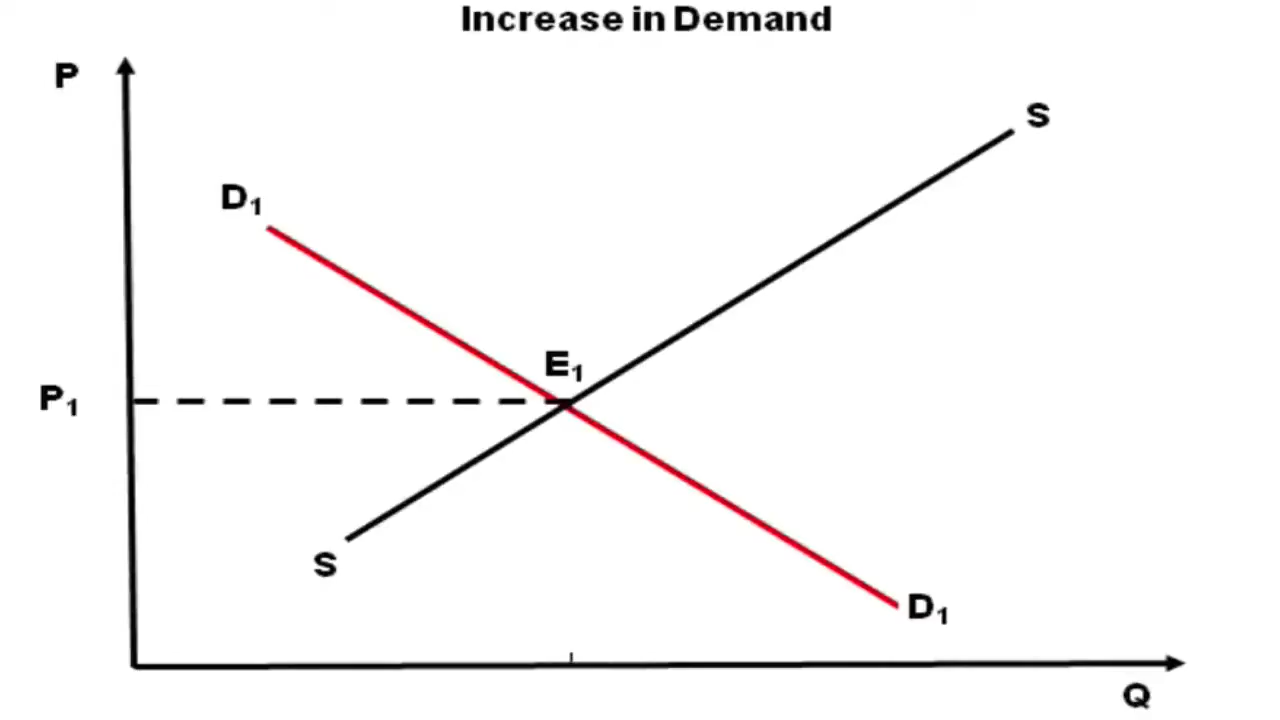 Increase in Demand
P
S
D₁
E₁
P₁
S
D₁
Q